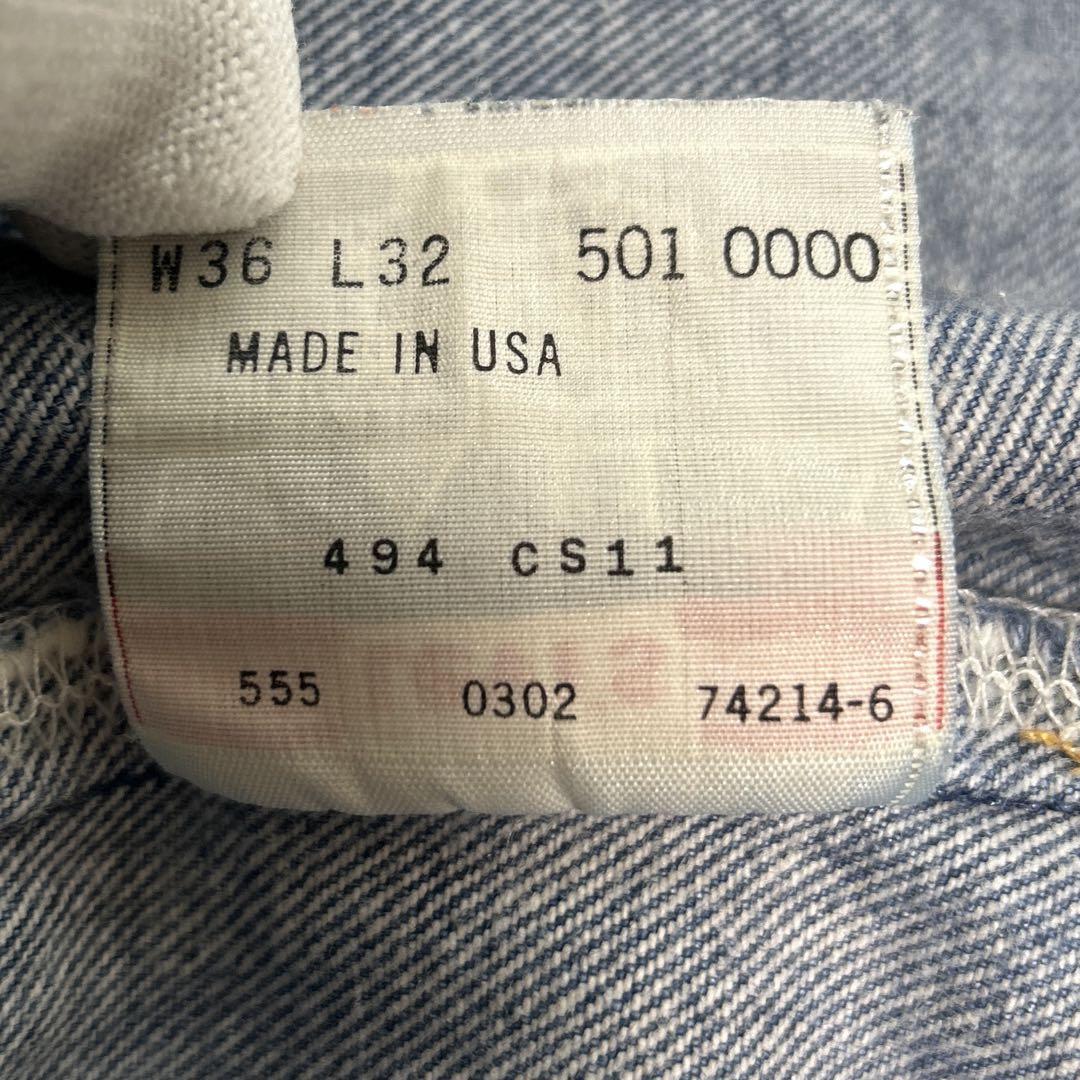 W36 L32 501 0000
MADE IN USA
494 CS11
555 0302 74214-6